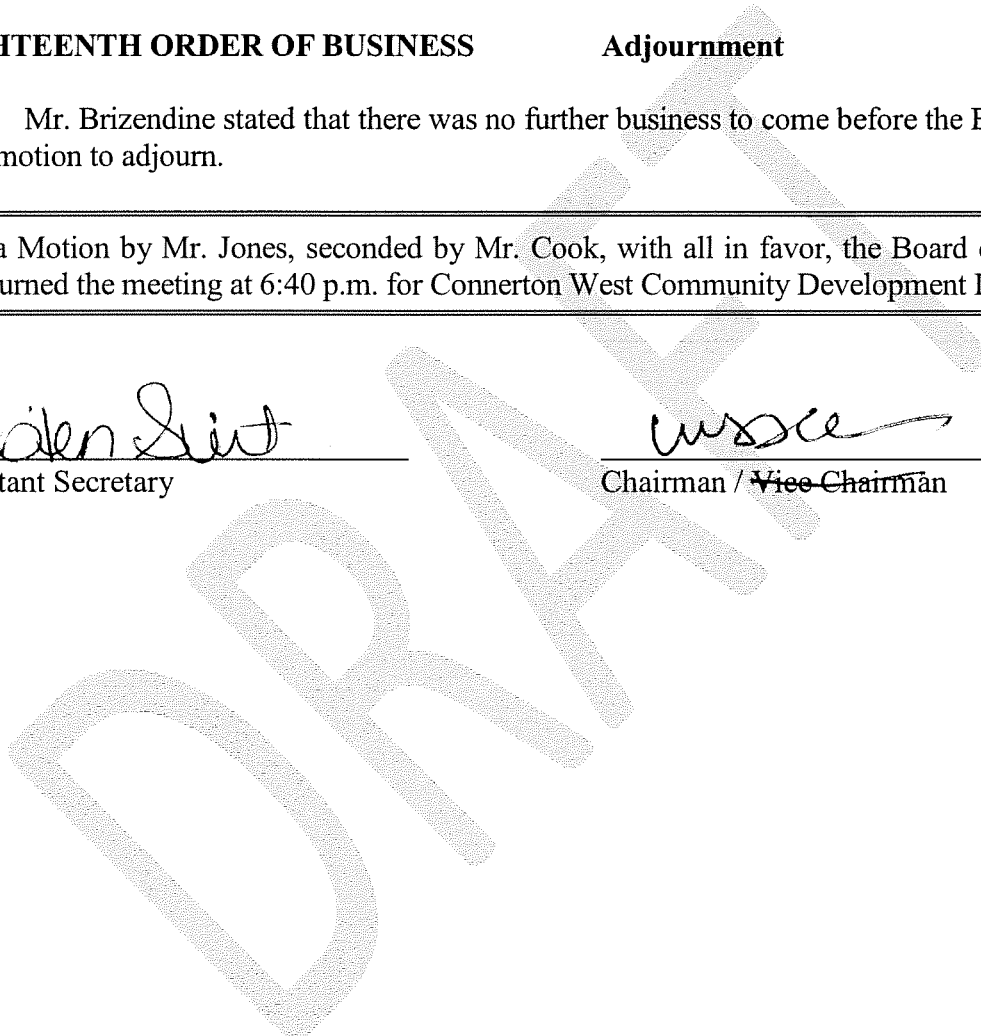 HTEENTH ORDER OF BUSINESS Adjournment
Mr. Brizendine stated that there was no further business to come before the B
motion to adjourn.
a Motion by Mr. Jones, seconded by Mr. Cook, with all in favor, the Board
urned the meeting at 6:40 p.m. for Connerton West Community Development
tant Secretary
Chairman / Vice Chairman
DRAFT